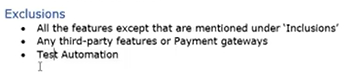 Exclusions
• All the features except that are mentioned under ‘Inclusions’
• Any third-party features or Payment gateways
• Test Automation